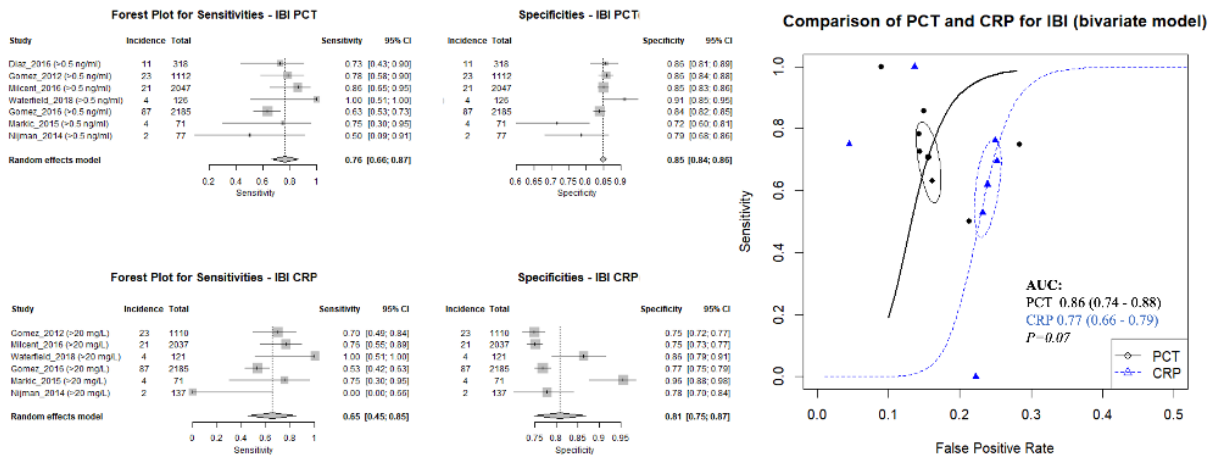 Forest Plot for Sensitivities - IBI PCT
Study Incidence Total Sensitivity 95% CI
Diaz_2016 (>0.5 ng/ml) 11 318 0.73 [0.43; 0.90]
Gomez_2012 (>0.5 ng/ml) 23 1112 0.78 [0.58; 0.90]
Milcent_2016 (>0.5 ng/ml) 21 2047 0.86 [0.65; 0.95]
Waterfield_2018 (>0.5 ng/ml) 4 126 1.00 [0.51; 1.00]
Gomez_2016 (>0.5 ng/ml) 87 2185 0.63 [0.53; 0.73]
Markic_2015 (>0.5 ng/ml) 4 71 0.75 [0.30; 0.95]
Nijman_2014 (>0.5 ng/ml) 2 77 0.50 [0.09; 0.91]
Random effects model 0.76 [0.66; 0.87]
0.2 0.4 0.6 0.8 1
Sensitivity
Specificities - IBI PCT(
Incidence Total Specificity 95% CI
11 318 0.86 [0.81; 0.89]
23 1112 0.86 [0.84; 0.88]
21 2047 0.85 [0.83; 0.86]
4 126 0.91 [0.85; 0.95]
87 2185 0.84 [0.82; 0.85]
4 71 0.72 [0.60; 0.81]
2 77 0.79 [0.68; 0.86]
0.85 [0.84; 0.86]
0.6 0.65 0.7 0.75 0.8 0.85 0.9
Specificity
Forest Plot for Sensitivities - IBI CRP
Study Incidence Total Sensitivity 95% CI
Gomez_2012 (>20 mg/L) 23 1110 0.70 [0.49; 0.84]
Milcent_2016 (>20 mg/L) 21 2037 0.76 [0.55; 0.89]
Waterfield_2018 (>20 mg/L) 4 121 1.00 [0.51; 1.00]
Gomez_2016 (>20 mg/L) 87 2185 0.53 [0.42; 0.63]
Markic_2015 (>20 mg/L) 4 71 0.75 [0.30; 0.95]
Nijman_2014 (>20 mg/L) 2 137 0.00 [0.00; 0.66]
Random effects model 0.65 [0.45; 0.85]
0 0.2 0.4 0.6 0.8 1
Sensitivity
Specificities - IBI CRP(
Incidence Total Specificity 95% CI
23 1110 0.75 [0.72; 0.77]
21 2037 0.75 [0.73; 0.77]
4 121 0.86 [0.79; 0.91]
87 2185 0.77 [0.75; 0.79]
4 71 0.96 [0.88; 0.98]
2 137 0.78 [0.70; 0.84]
0.81 [0.75; 0.87]
0.75 0.8 0.85 0.9 0.95
Specificity
Comparison of PCT and CRP for IBI (bivariate model)
Sensitivity
1.0
0.8
0.6
0.4
0.2
0.0
AUC:
PCT 0.86 (0.74 - 0.88)
CRP 0.77 (0.66 - 0.79)
P=0.07
PCT
CRP
0.0 0.1 0.2 0.3 0.4 0.5
False Positive Rate